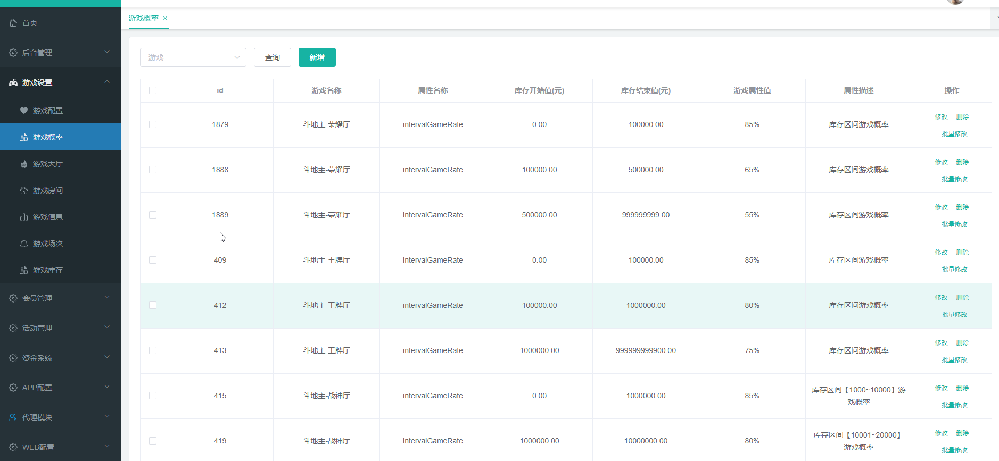 首页
后台管理
游戏设置
游戏配置
游戏概率
游戏大厅
游戏房间
游戏信息
游戏场次
游戏库存
会员管理
活动管理
资金系统
APP配置
代理模块
WEB配置
游戏概率
游戏 查询 新增
id 游戏名称 属性名称 库存开始值(元) 库存结束值(元) 游戏属性值 属性描述 操作
1879 斗地主-荣耀厅 intervalGameRate 0.00 100000.00 85% 库存区间游戏概率 修改 删除
批量修改
1888 斗地主-荣耀厅 intervalGameRate 100000.00 500000.00 65% 库存区间游戏概率 修改 删除
批量修改
1889 斗地主-荣耀厅 intervalGameRate 500000.00 999999999.00 55% 库存区间游戏概率 修改 删除
批量修改
409 斗地主-王牌厅 intervalGameRate 0.00 100000.00 85% 库存区间游戏概率 修改 删除
批量修改
412 斗地主-王牌厅 intervalGameRate 100000.00 1000000.00 80% 库存区间游戏概率 修改 删除
批量修改
413 斗地主-王牌厅 intervalGameRate 1000000.00 999999999900.00 75% 库存区间游戏概率 修改 删除
批量修改
415 斗地主-战神厅 intervalGameRate 0.00 1000000.00 85% 库存区间【1000~10000】游 修改 删除
戏概率 批量修改
419 斗地主-战神厅 intervalGameRate 1000000.00 10000000.00 80% 库存区间【10001~20000】 修改 删除
游戏概率 批量修改